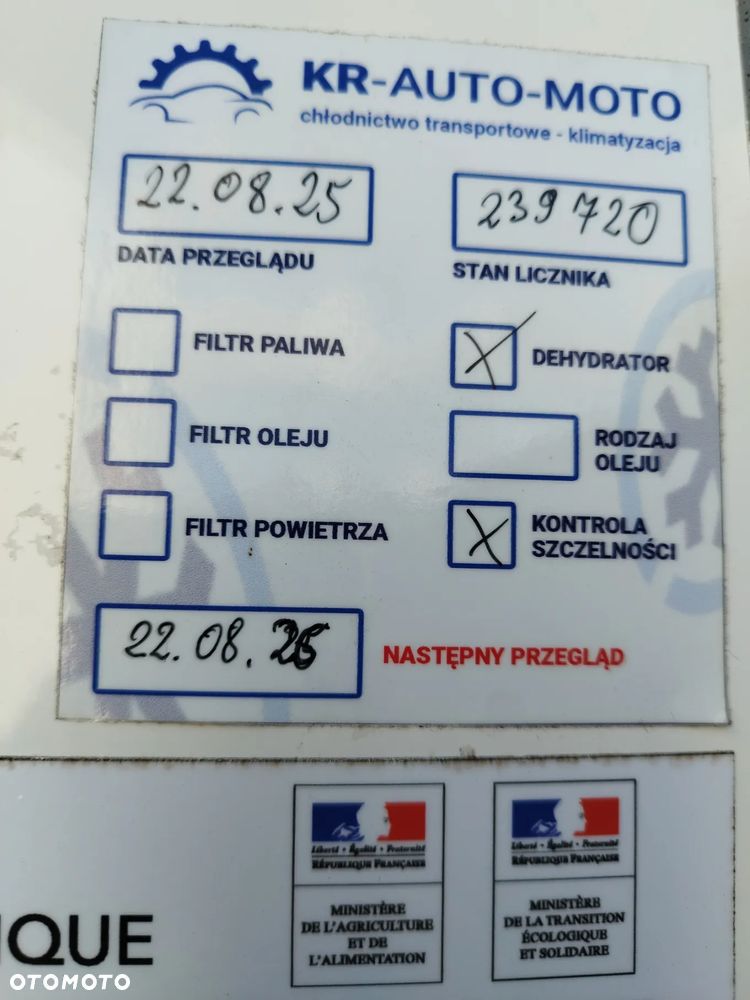 KR-AUTO-MOTO
chłodnictwo transportowe - klimatyzacja
22.08.25
239 720
DATA PRZEGLĄDU
STAN LICZNIKA
FILTR PALIWA
DEHYDRATOR
FILTR OLEJU
RODZAJ
OLEJU
FILTR POWIETRZA
KONTROLA
SZCZELNOŚCI
22.08.26
NASTĘPNY PRZEGLĄD
Liberté • Égalité • Fraternité
RÉPUBLIQUE FRANÇAISE
MINISTÈRE
DE L'AGRICULTURE
ET DE
L'ALIMENTATION
Liberté • Égalité • Fraternité
RÉPUBLIQUE FRANÇAISE
MINISTÈRE
DE LA TRANSITION
ÉCOLOGIQUE
ET SOLIDAIRE
IQUE
OTOMOTO